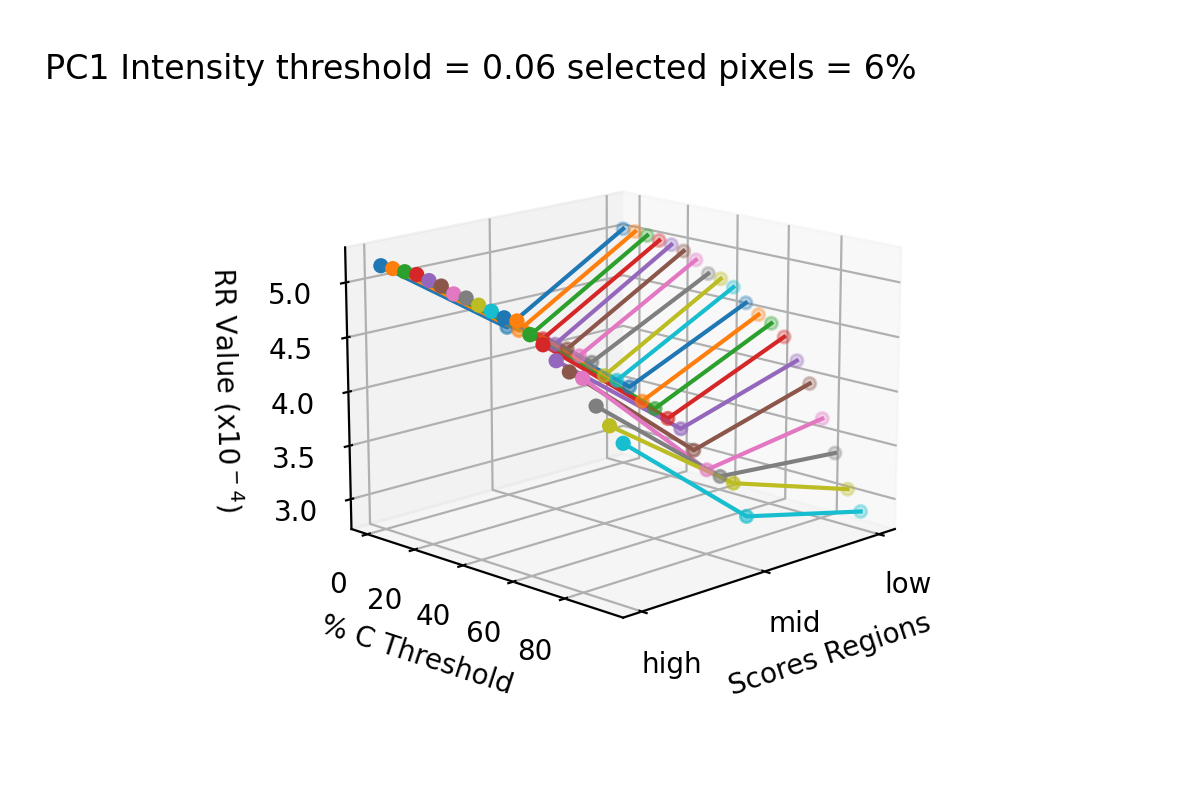 PC1 Intensity threshold = 0.06 selected pixels = 6%
RR Value (x10⁻⁴)
5.0
4.5
4.0
3.5
3.0
0
20
40
60
80
% C Threshold
high
mid
low
Scores Regions